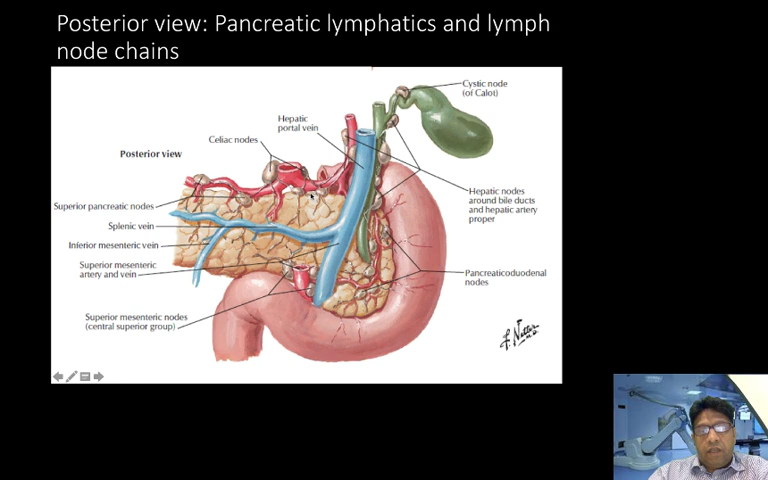 Posterior view: Pancreatic lymphatics and lymph
node chains
Cystic node
(of Calot)
Hepatic
portal vein
Celiac nodes
Posterior view
Hepatic nodes
around bile ducts
and hepatic artery
proper
Superior pancreatic nodes
Splenic vein
Inferior mesenteric vein
Superior mesenteric
artery and vein
Pancreaticoduodenal
nodes
Superior mesenteric nodes
(central superior group)
F. Netter
M.D.